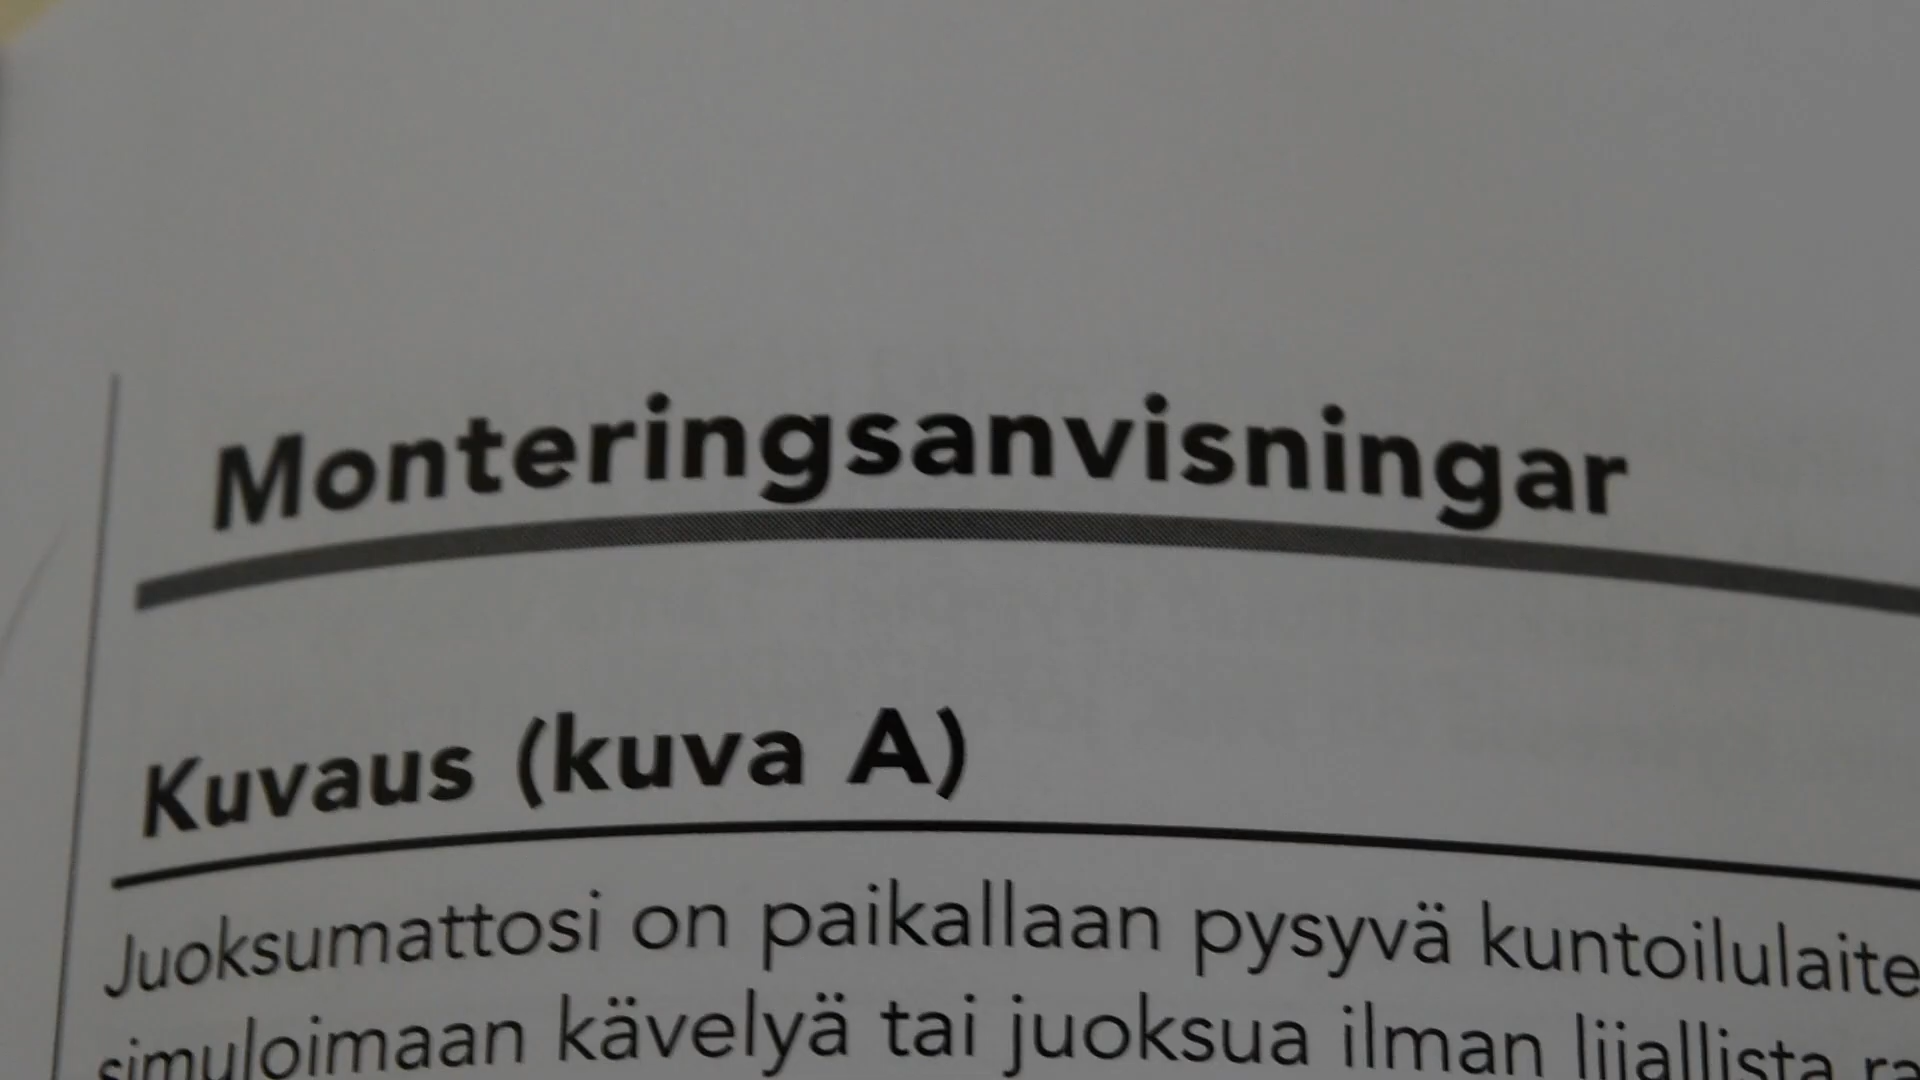 Monteringsanvisningar
Kuvaus (kuva A)
Juoksumattosi on paikallaan pysyvä kuntoilulaite
simuloimaan kävelyä tai juoksua ilman liiallista